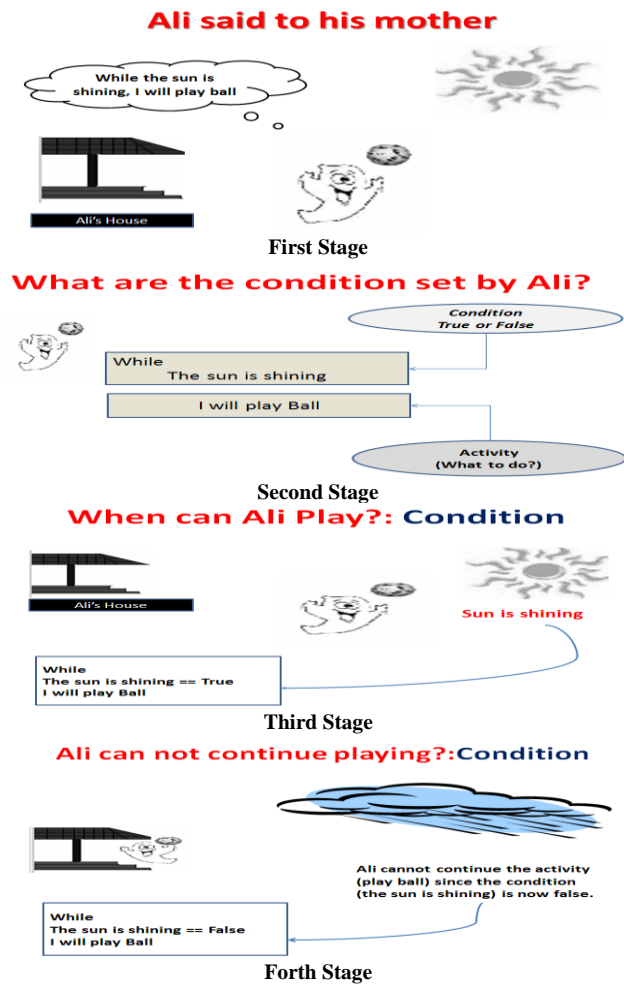 Ali said to his mother
While the sun is
shining, I will play ball
Ali's House
First Stage
What are the condition set by Ali?
Condition
True or False
While
The sun is shining
I will play Ball
Activity
(What to do?)
Second Stage
When can Ali Play?: Condition
Ali's House
Sun is shining
While
The sun is shining == True
I will play Ball
Third Stage
Ali can not continue playing?:Condition
Ali cannot continue the activity
(play ball) since the condition
(the sun is shining) is now false.
While
The sun is shining == False
I will play Ball
Forth Stage